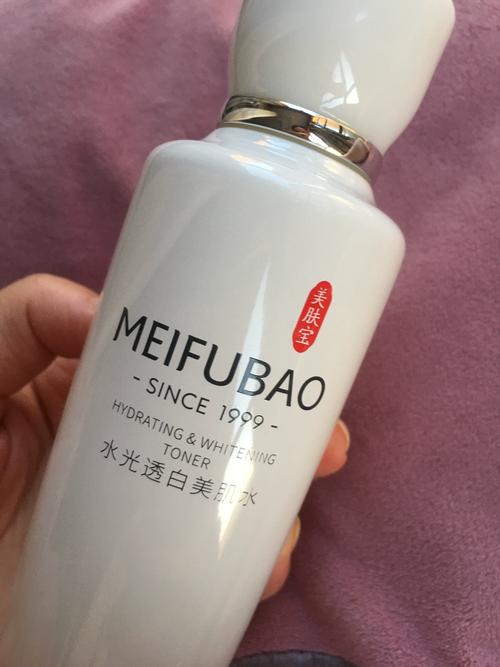 美肤宝
MEIFUBAO
- SINCE 1999 -
HYDRATING & WHITENING
TONER
水光透白美肌水